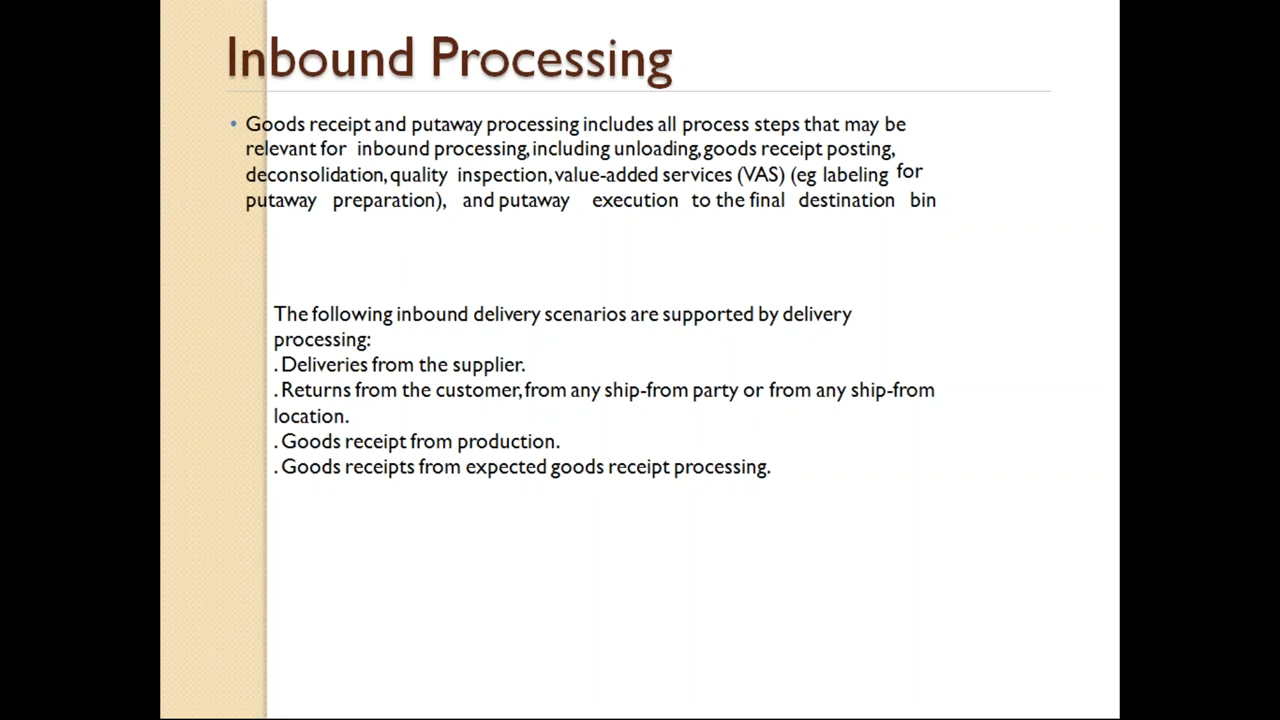 Inbound Processing
• Goods receipt and putaway processing includes all process steps that may be
relevant for inbound processing, including unloading, goods receipt posting,
deconsolidation, quality inspection, value-added services (VAS) (eg labeling for
putaway preparation), and putaway execution to the final destination bin
The following inbound delivery scenarios are supported by delivery
processing:
. Deliveries from the supplier.
. Returns from the customer, from any ship-from party or from any ship-from
location.
. Goods receipt from production.
. Goods receipts from expected goods receipt processing.